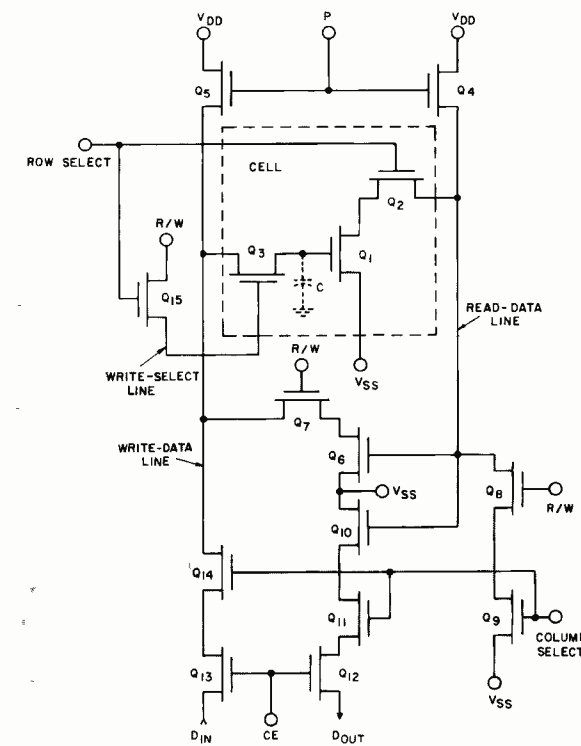 VDD
P
VDD
Q5
Q4
ROW SELECT
CELL
Q2
R/W
Q3
Q1
C
Q15
READ-DATA
LINE
WRITE-SELECT
LINE
R/W
VSS
Q7
WRITE-DATA
LINE
Q6
Q8
VSS
R/W
Q10
Q14
Q11
Q9
COLUMN
SELECT
Q13
Q12
VSS
DIN
CE
DOUT